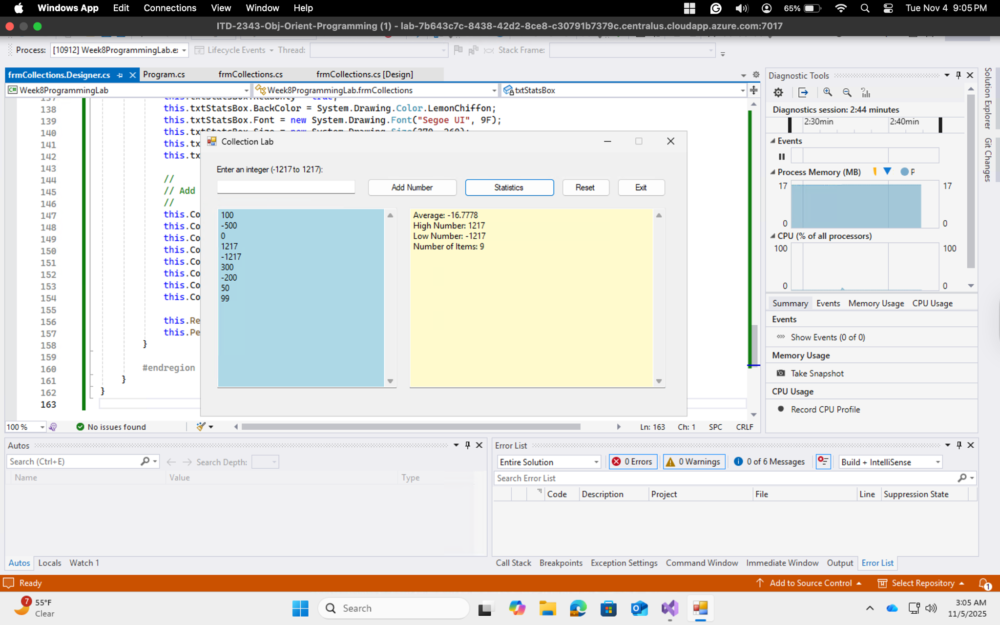 Windows App Edit Connections View Window Help 65% Tue Nov 4 9:05 PM
ITD-2343-Obj-Orient-Programming (1) - lab-7b643c7c-8438-42d2-8ce8-c30791b7379c.centralus.cloudapp.azure.com:7017
Process: [10912] Week8ProgrammingLab.e Lifecycle Events Thread: Stack Frame:
frmCollections.Designer.cs Program.cs frmCollections.cs frmCollections.cs [Design]
C# Week8ProgrammingLab Week8ProgrammingLab.frmCollections txtStatsBox
137 this.txtStatsBox.ReadOnly = true;
138 this.txtStatsBox.BackColor = System.Drawing.Color.LemonChiffon;
139 this.txtStatsBox.Font = new System.Drawing.Font("Segoe UI", 9F);
140 this.txtStatsBox.Size = new System.Drawing.Size(370, 260);
141 this.tx
142 this.tx
143
144 //
145 // Add
146 //
147 this.Co
148 this.Co
149 this.Co
150 this.Co
151 this.Co
152 this.Co
153 this.Co
154 this.Co
155
156 this.Re
157 this.Pe
158 }
159
160 #endregion
161 }
162 }
163
Collection Lab
Enter an integer (-1217 to 1217):
Add Number Statistics Reset Exit
100
-500
0
1217
-1217
300
-200
50
99
Average: -16.7778
High Number: 1217
Low Number: -1217
Number of Items: 9
100 % No issues found Ln: 163 Ch: 1 SPC CRLF
Diagnostic Tools
Diagnostics session: 2:44 minutes
2:30min 2:40min
Events
Process Memory (MB) P
17 17
0 0
CPU (% of all processors)
100 100
0 0
Summary Events Memory Usage CPU Usage
Events
Show Events (0 of 0)
Memory Usage
Take Snapshot
CPU Usage
Record CPU Profile
Solution Explorer
Git Changes
Autos
Search (Ctrl+E) Search Depth:
Name Value Type
Autos Locals Watch 1
Error List
Entire Solution 0 Errors 0 Warnings 0 of 6 Messages Build + IntelliSense
Search Error List
Code Description Project File Line Suppression State
Call Stack Breakpoints Exception Settings Command Window Immediate Window Output Error List
Ready Add to Source Control Select Repository 1
7 55°F
Clear
Search
3:05 AM
11/5/2025